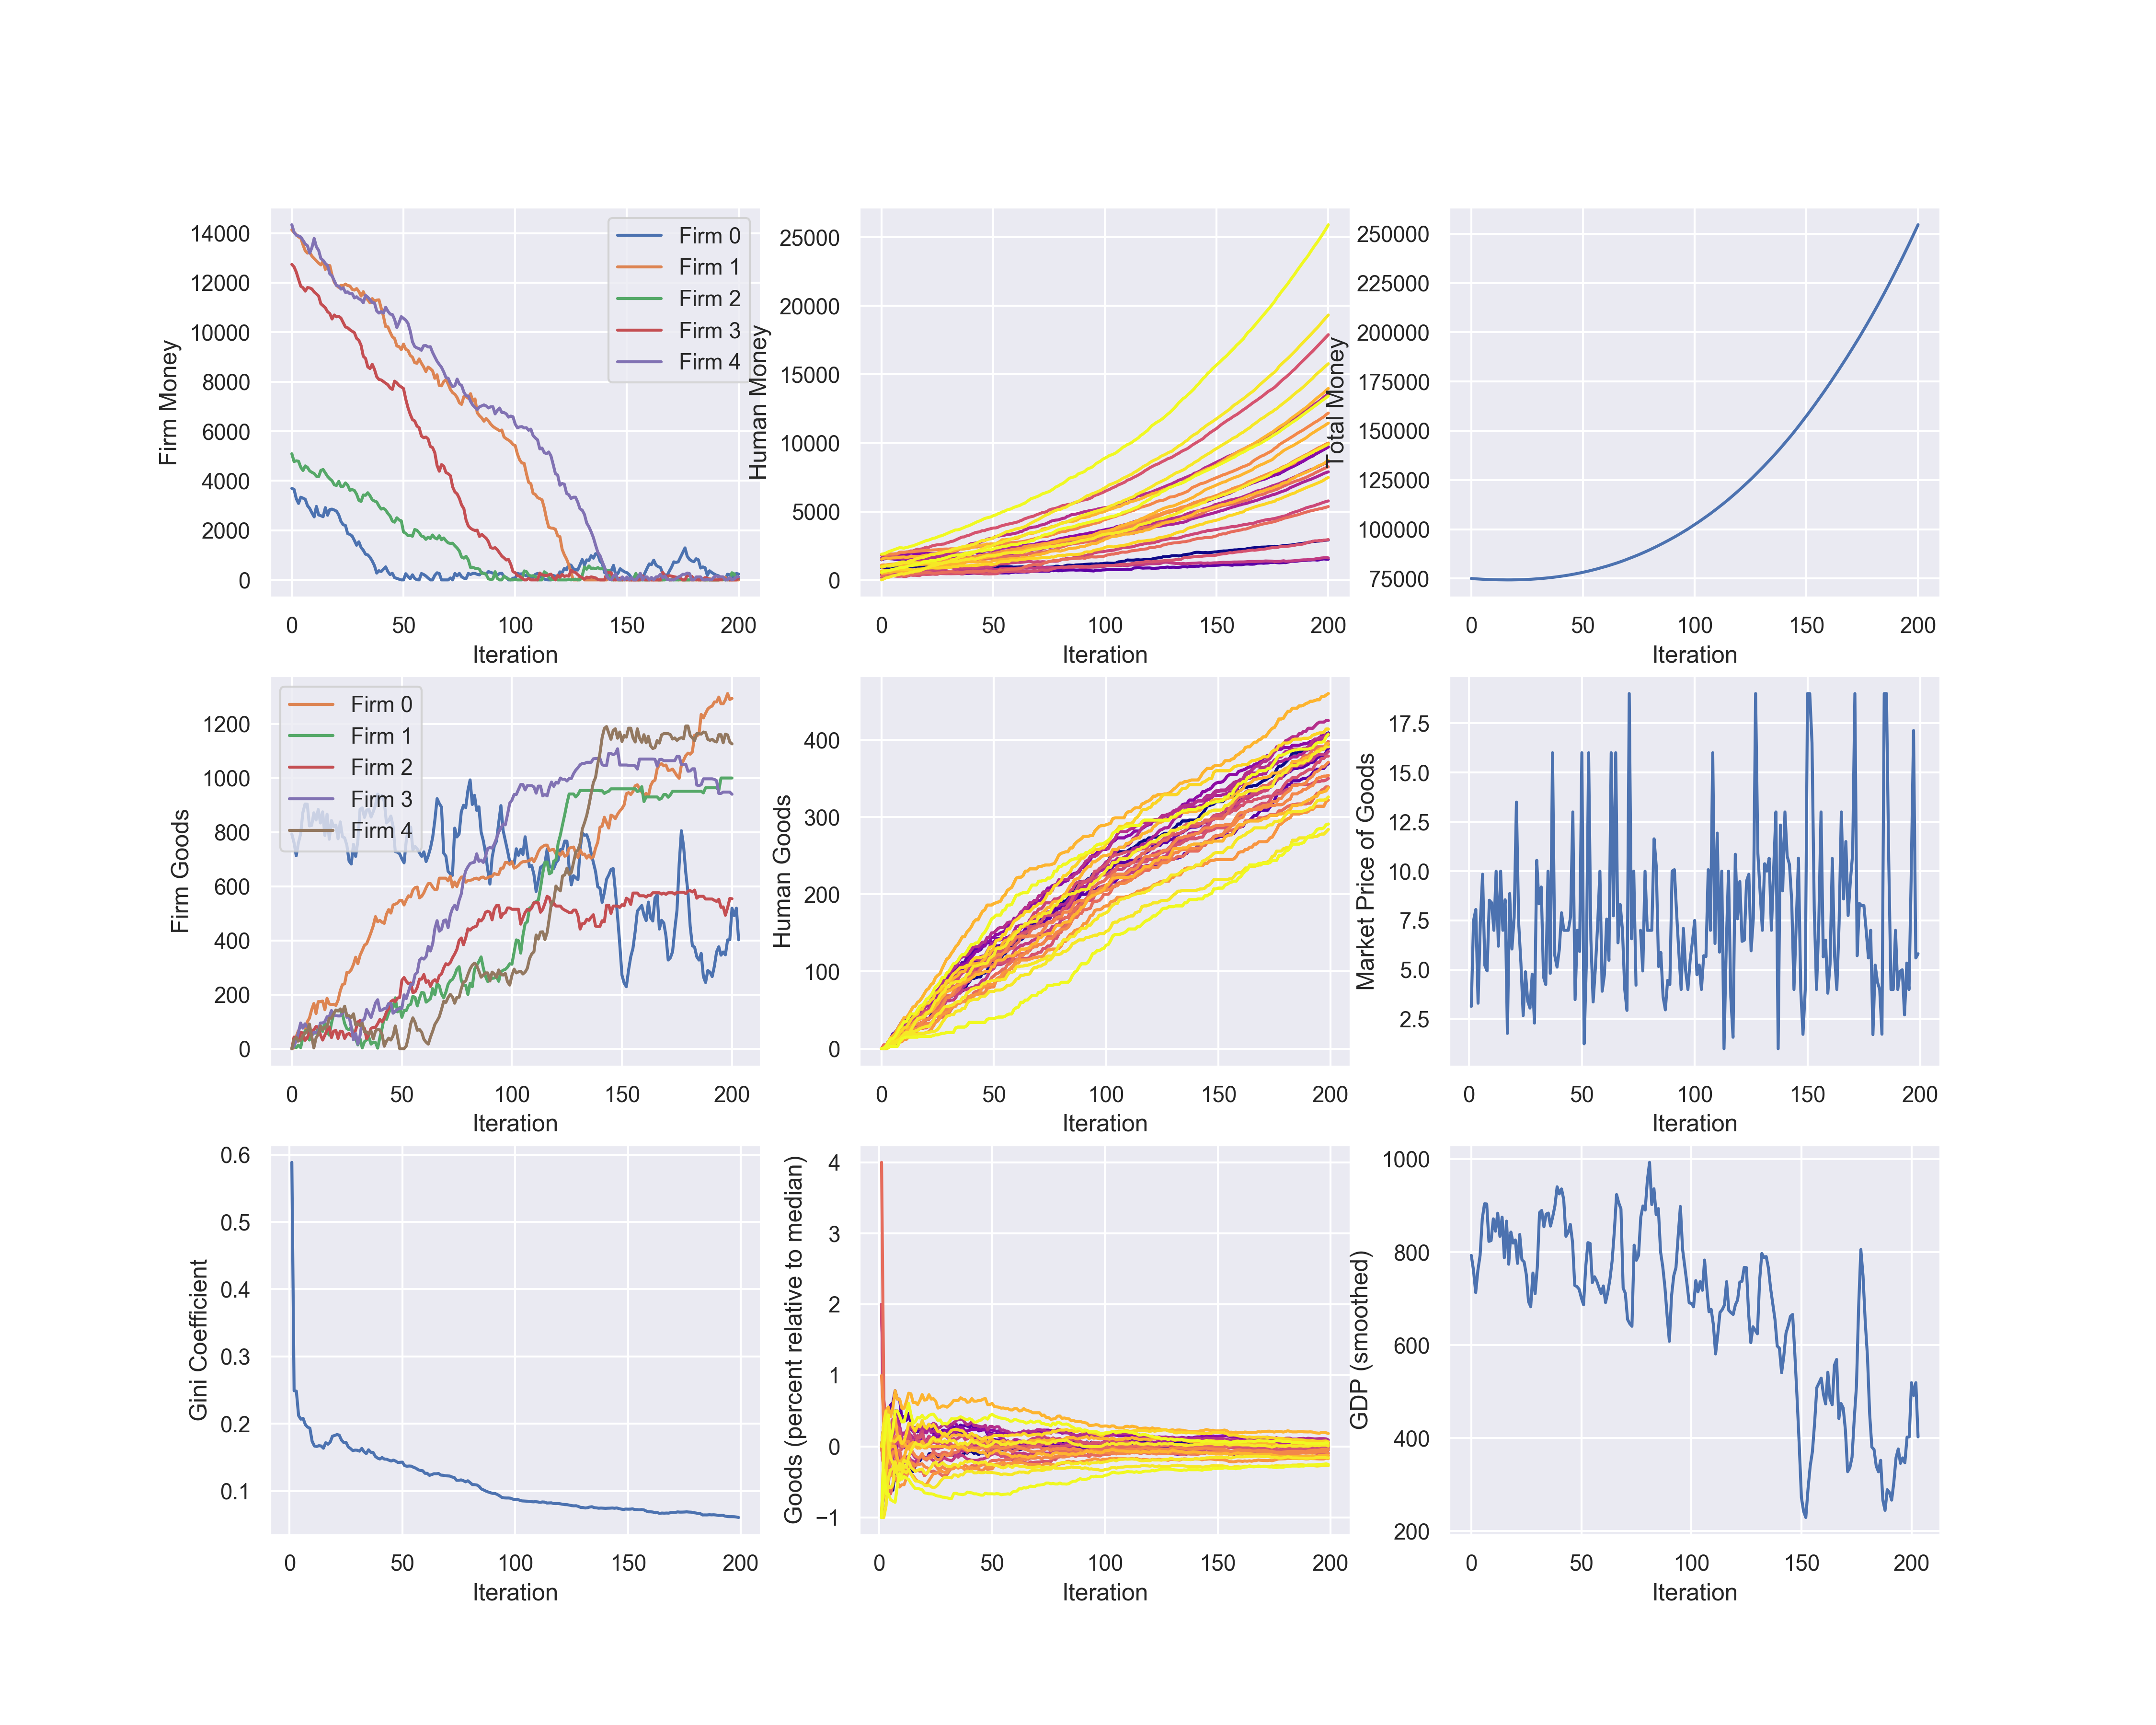 14000
12000
10000
8000
6000
4000
2000
0
Firm Money
Firm 0
Firm 1
Firm 2
Firm 3
Firm 4
0 50 100 150 200
Iteration
25000
20000
15000
10000
5000
0
Human Money
0 50 100 150 200
Iteration
250000
225000
200000
175000
150000
125000
100000
75000
Total Money
0 50 100 150 200
Iteration
1200
1000
800
600
400
200
0
Firm Goods
Firm 0
Firm 1
Firm 2
Firm 3
Firm 4
0 50 100 150 200
Iteration
400
300
200
100
0
Human Goods
0 50 100 150 200
Iteration
17.5
15.0
12.5
10.0
7.5
5.0
2.5
Market Price of Goods
0 50 100 150 200
Iteration
0.6
0.5
0.4
0.3
0.2
0.1
Gini Coefficient
0 50 100 150 200
Iteration
4
3
2
1
0
−1
Goods (percent relative to median)
0 50 100 150 200
Iteration
1000
800
600
400
200
GDP (smoothed)
0 50 100 150 200
Iteration